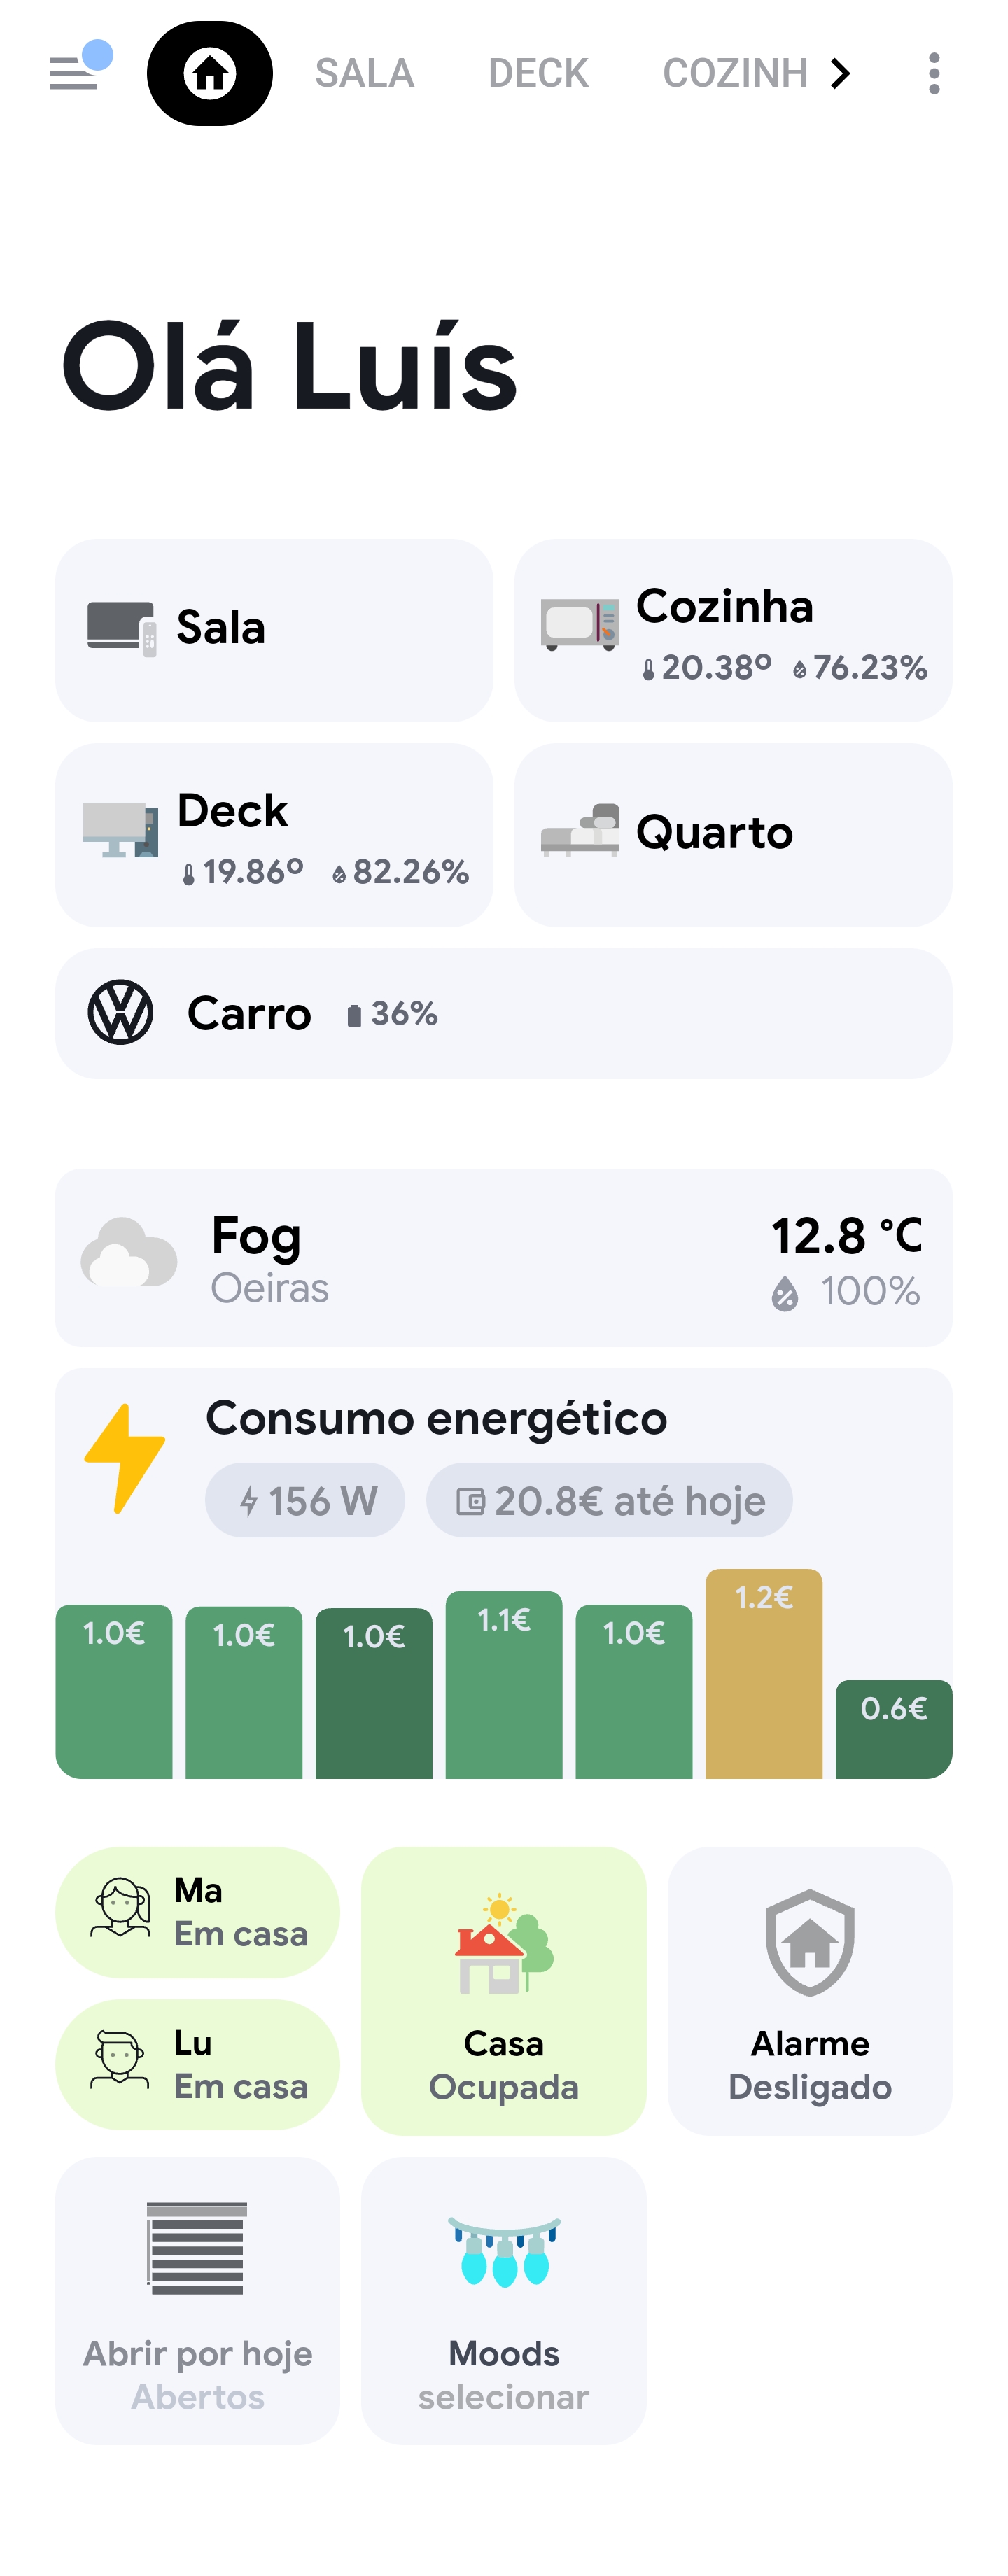 SALA DECK COZINH
Olá Luís
Sala
Cozinha
20.38º 76.23%
Deck
19.86º 82.26%
Quarto
Carro 36%
Fog 12.8 °C
Oeiras 100%
Consumo energético
156 W 20.8€ até hoje
1.0€ 1.0€ 1.0€ 1.1€ 1.0€ 1.2€ 0.6€
Ma
Em casa
Lu
Em casa
Casa
Ocupada
Alarme
Desligado
Abrir por hoje
Abertos
Moods
selecionar